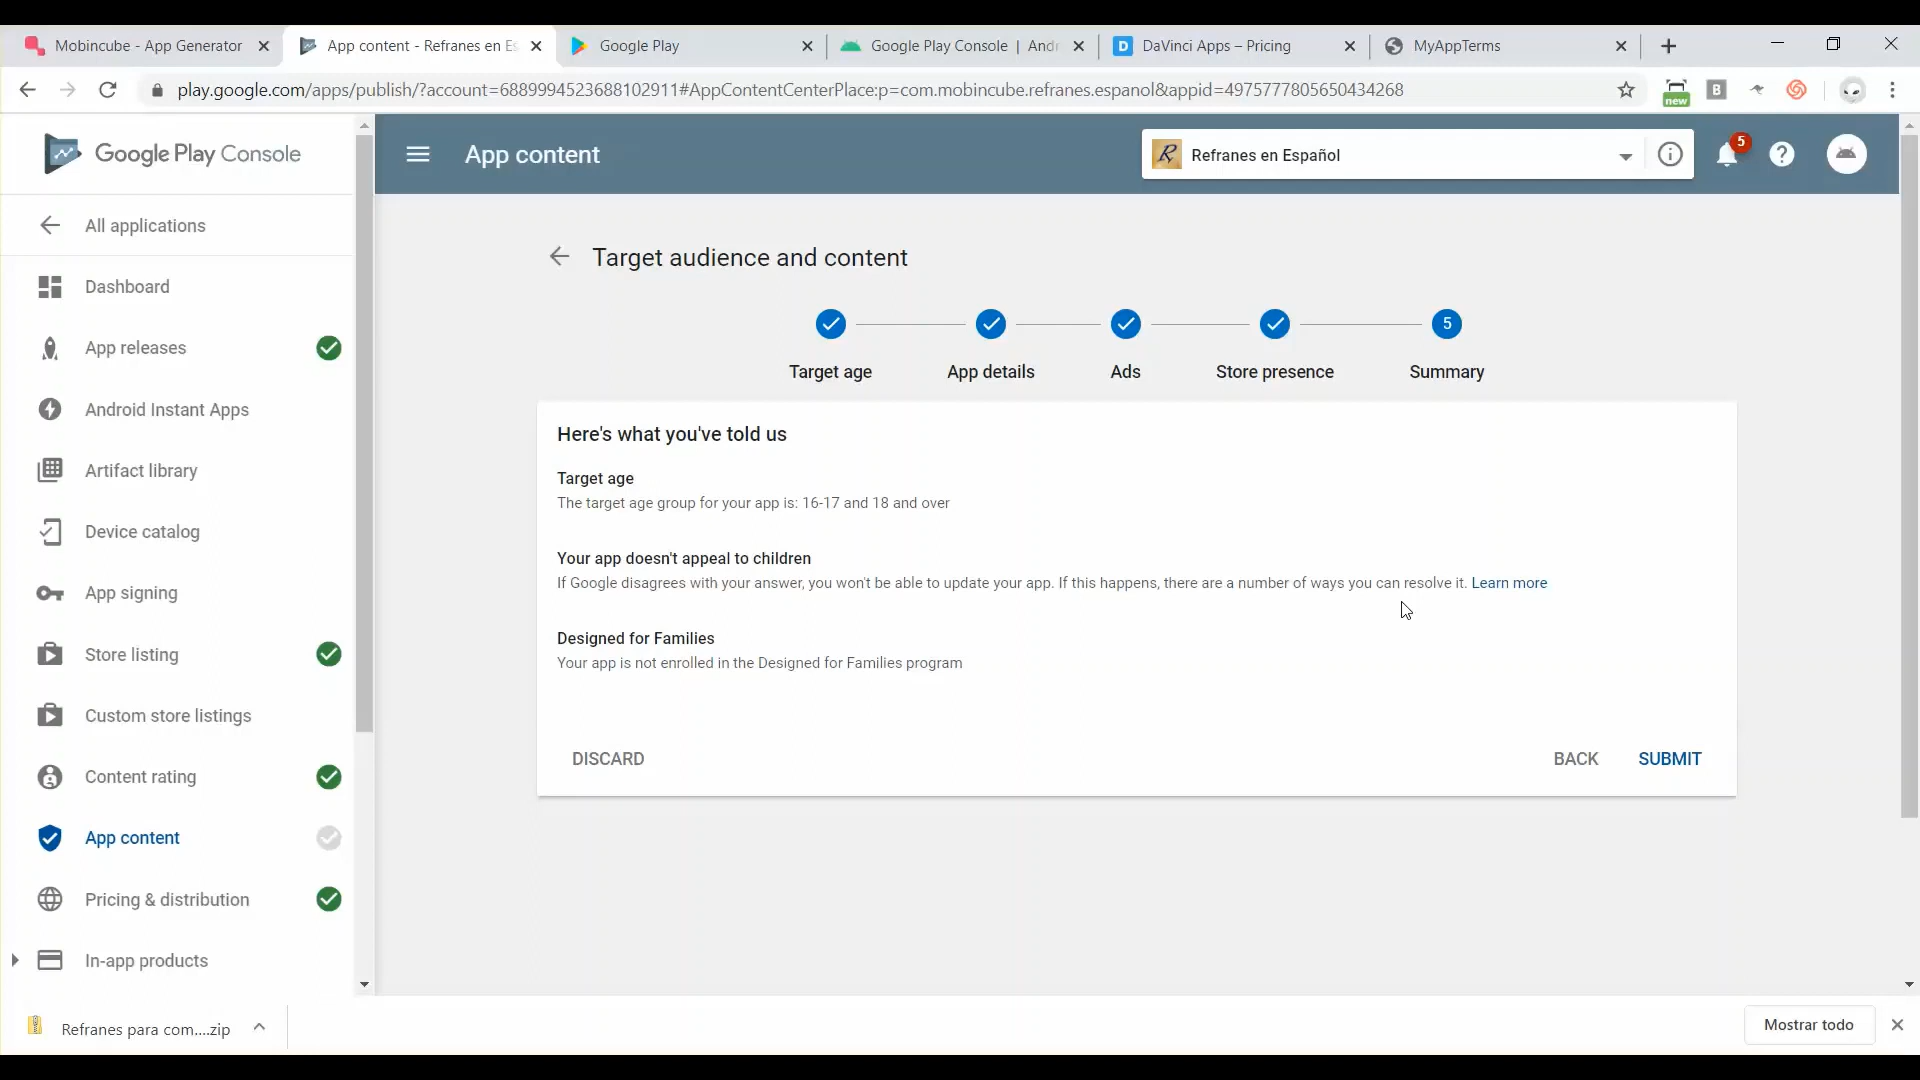 Mobincube - App Generator
App content - Refranes en Es
Google Play
Google Play Console | Andr
DaVinci Apps – Pricing
MyAppTerms
play.google.com/apps/publish/?account=6889994523688102911#AppContentCenterPlace:p=com.mobincube.refranes.espanol&appid=4975777805650434268
new
B
Google Play Console
App content
R
Refranes en Español
5
All applications
Dashboard
App releases
Android Instant Apps
Artifact library
Device catalog
App signing
Store listing
Custom store listings
Content rating
App content
Pricing & distribution
In-app products
Target audience and content
5
Target age
App details
Ads
Store presence
Summary
Here's what you've told us
Target age
The target age group for your app is: 16-17 and 18 and over
Your app doesn't appeal to children
If Google disagrees with your answer, you won't be able to update your app. If this happens, there are a number of ways you can resolve it. Learn more
Designed for Families
Your app is not enrolled in the Designed for Families program
DISCARD
BACK
SUBMIT
Refranes para com....zip
Mostrar todo